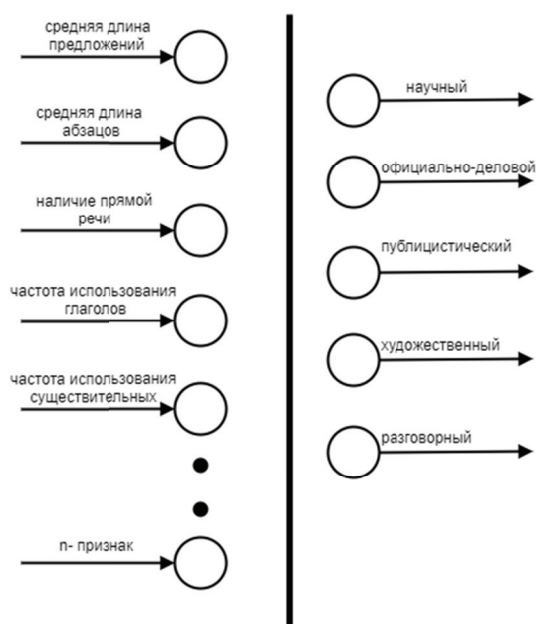 средняя длина
предложений
средняя длина
абзацов
наличие прямой
речи
частота использования
глаголов
частота использования
существительных
n- признак
научный
официально-деловой
публицистический
художественный
разговорный